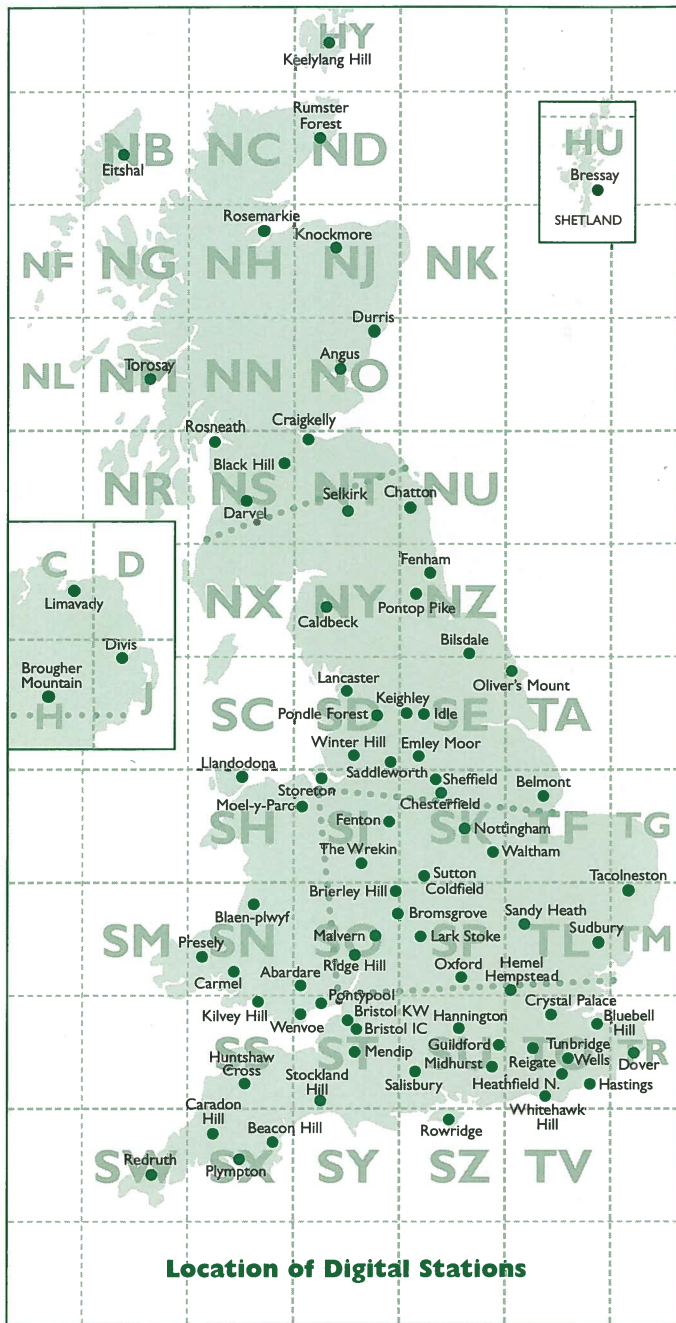 HY
Keelylang Hill
Rumster
Forest
NB
NC
ND
HU
Eitshal
Bressay
SHETLAND
Rosemarkie
Knockmore
NF
NG
NH
NJ
NK
Durris
Torosay
Angus
NL
NM
NN
NO
Rosneath
Craigkelly
Black Hill
NR
NS
NT
NU
Selkirk
Chatton
Darvel
C
D
Limavady
Fenham
NX
NY
NZ
Caldbeck
Pontop Pike
Divis
Bilsdale
Brougher
Mountain
H
J
Oliver's Mount
Lancaster
Keighley
SC
SD
SE
TA
Pondle Forest
Idle
Winter Hill
Emley Moor
Llandodona
Saddleworth
Sheffield
Storeton
Belmont
Moel-y-Parc
Chesterfield
SH
SJ
SK
TF
TG
Fenton
Nottingham
The Wrekin
Waltham
Sutton
Coldfield
Tacolneston
Brierley Hill
Blaen-plwyf
Bromsgrove
Sandy Heath
SM
SN
SO
SP
TL
TM
Malvern
Lark Stoke
Sudbury
Presely
Ridge Hill
Carmel
Abardare
Oxford
Hemel
Hempstead
Kilvey Hill
Pontypool
Crystal Palace
Wenvoe
Bristol KW
Hannington
Bluebell
Hill
Bristol IC
Guildford
Tunbridge
Wells
SS
ST
SU
TQ
TR
Mendip
Midhurst
Reigate
Dover
Huntshaw
Cross
Stockland
Hill
Salisbury
Heathfield N.
Hastings
Whitehawk
Hill
Caradon
Hill
Beacon Hill
Rowridge
Redruth
Plympton
SW
SX
SY
SZ
TV
Location of Digital Stations